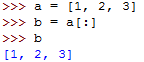 >>> a = [1, 2, 3]
>>> b = a[:]
>>> b
[1, 2, 3]